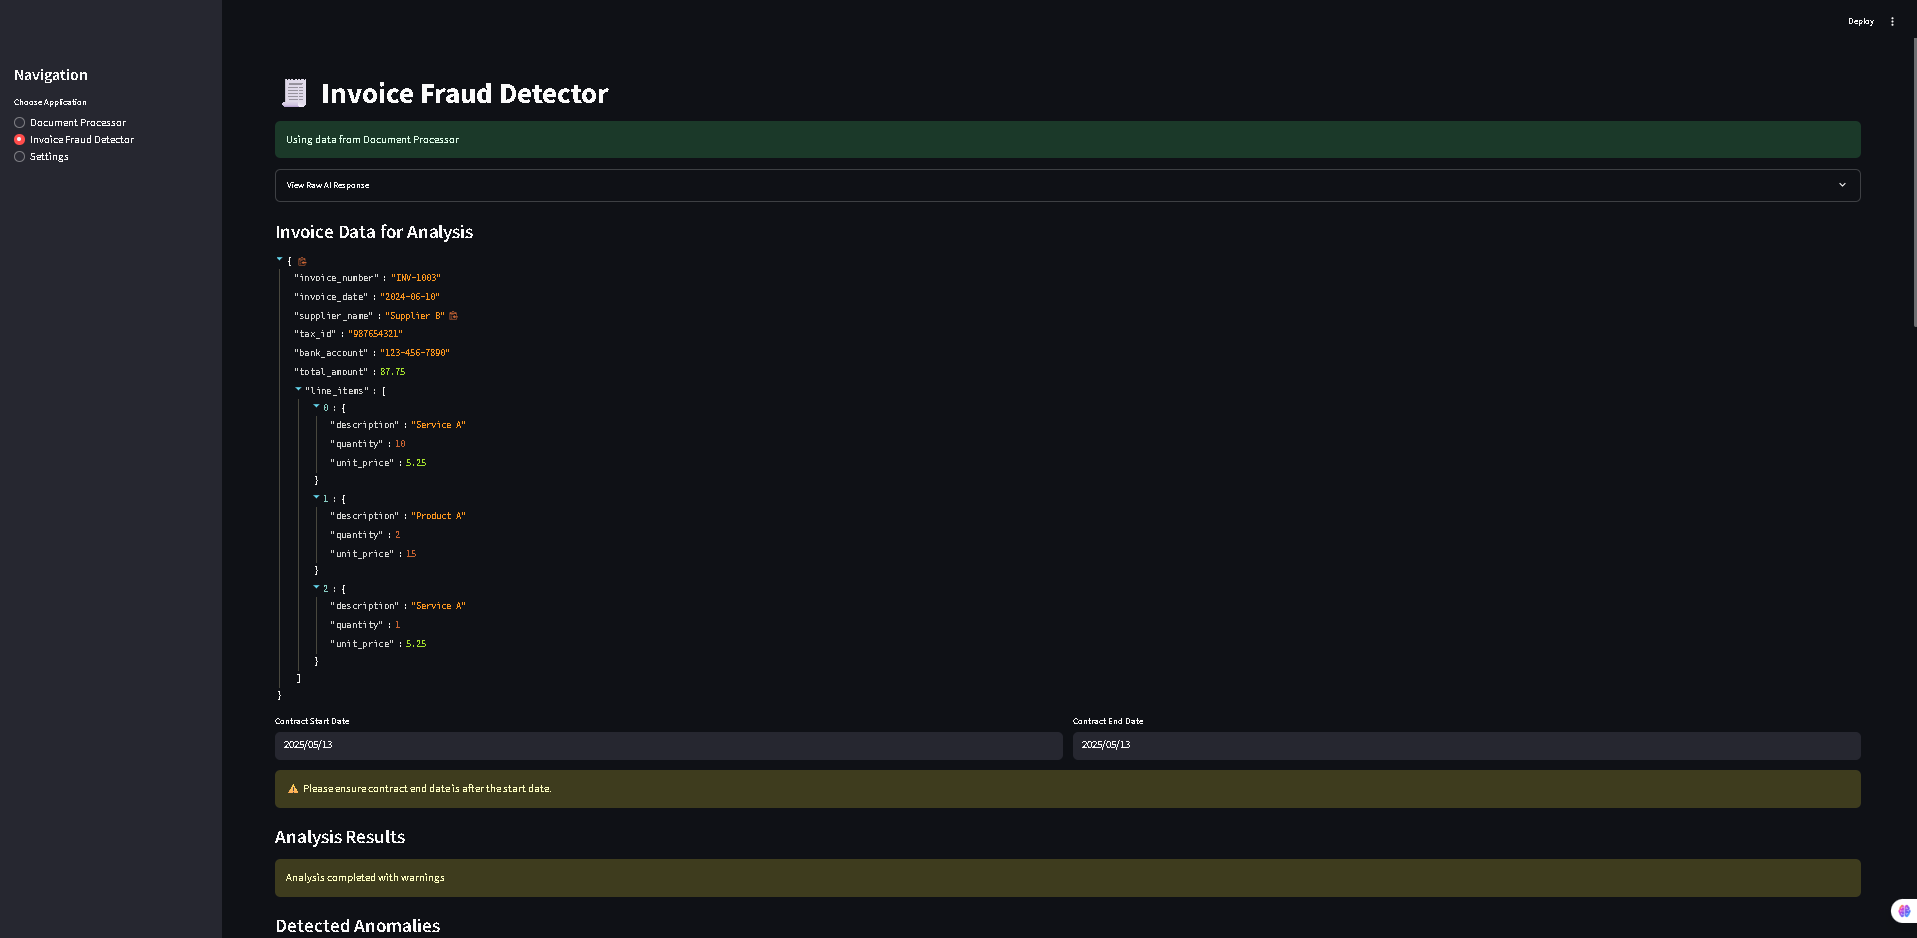 Deploy
Navigation
Choose Application
Document Processor
Invoice Fraud Detector
Settings
Invoice Fraud Detector
Using data from Document Processor
View Raw AI Response
Invoice Data for Analysis
{
"invoice_number" : "INV-1003"
"invoice_date" : "2024-06-10"
"supplier_name" : "Supplier B"
"tax_id" : "987654321"
"bank_account" : "123-456-7890"
"total_amount" : 87.75
"line_items" : [
0 : {
"description" : "Service A"
"quantity" : 10
"unit_price" : 5.25
}
1 : {
"description" : "Product A"
"quantity" : 2
"unit_price" : 15
}
2 : {
"description" : "Service A"
"quantity" : 1
"unit_price" : 5.25
}
]
}
Contract Start Date
2025/05/13
Contract End Date
2025/05/13
Please ensure contract end date is after the start date.
Analysis Results
Analysis completed with warnings
Detected Anomalies